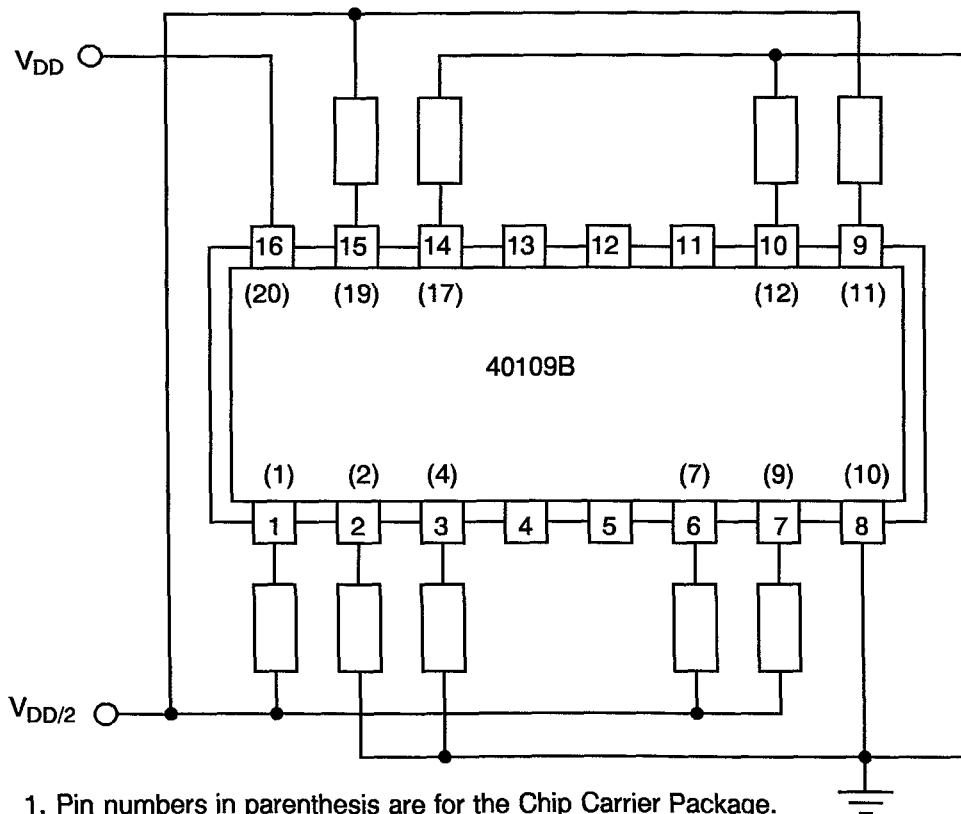 V_DD
16 15 14 13 12 11 10 9
(20) (19) (17) (12) (11)
40109B
(1) (2) (4) (7) (9) (10)
1 2 3 4 5 6 7 8
V_DD/2
1. Pin numbers in parenthesis are for the Chip Carrier Package.